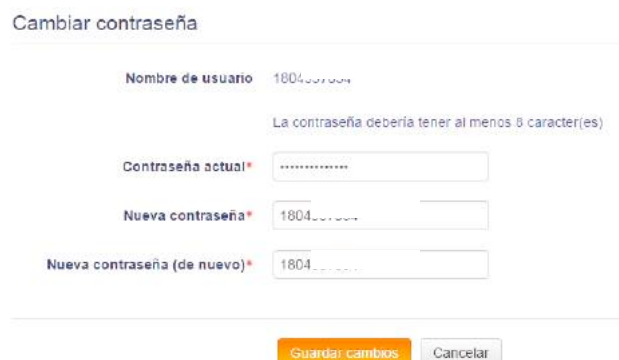 Cambiar contraseña
Nombre de usuario 1804
La contraseña debería tener al menos 8 caracter(es)
Contraseña actual* ••••••••••••••
Nueva contraseña* 1804
Nueva contraseña (de nuevo)* 1804
Guardar cambios Cancelar